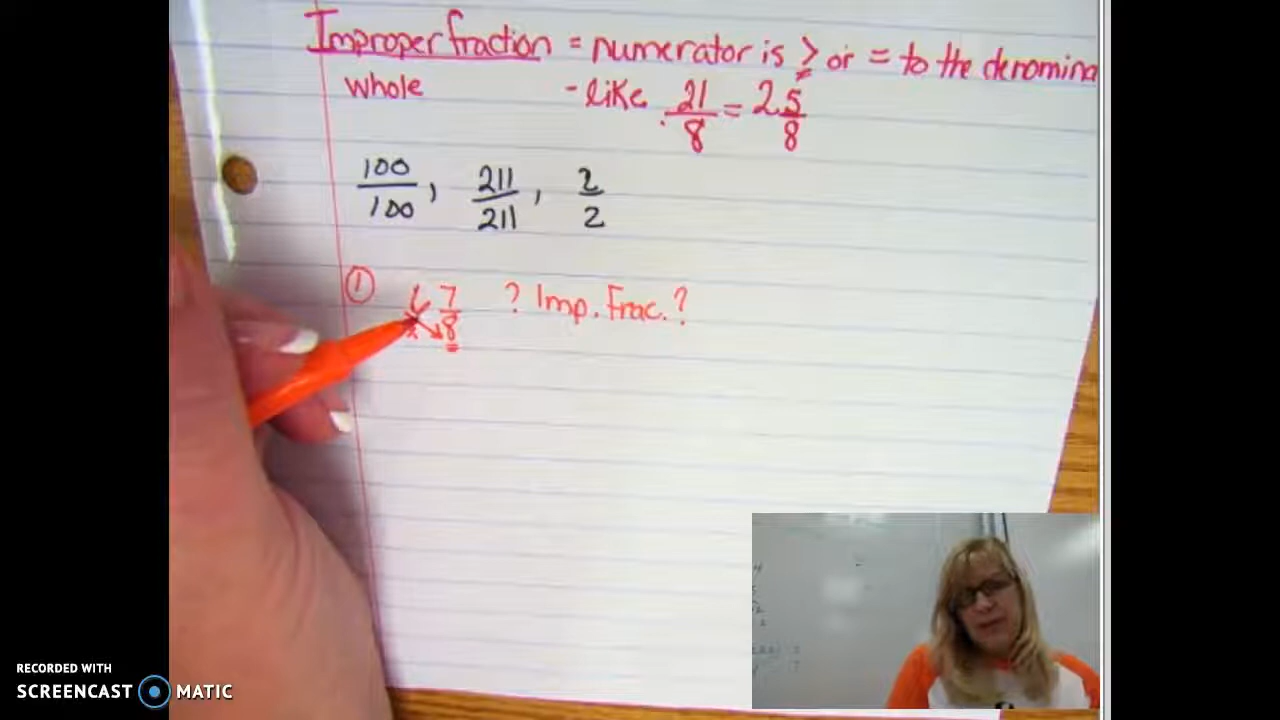 Improper fraction = numerator is > or = to the denomina
whole - like 21/8 = 2 5/8
100/100, 211/211, 2/2
① 7/8 ? Imp. Frac. ?
RECORDED WITH
SCREENCAST MATIC